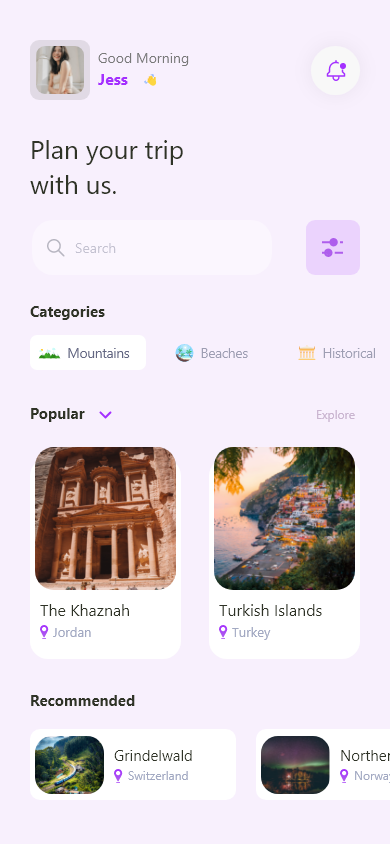 Good Morning
Jess
Plan your trip
with us.
Search
Categories
Mountains
Beaches
Historical
Popular
Explore
The Khaznah
Turkish Islands
Jordan
Turkey
Recommended
Grindelwald
Norther
Switzerland
Norway